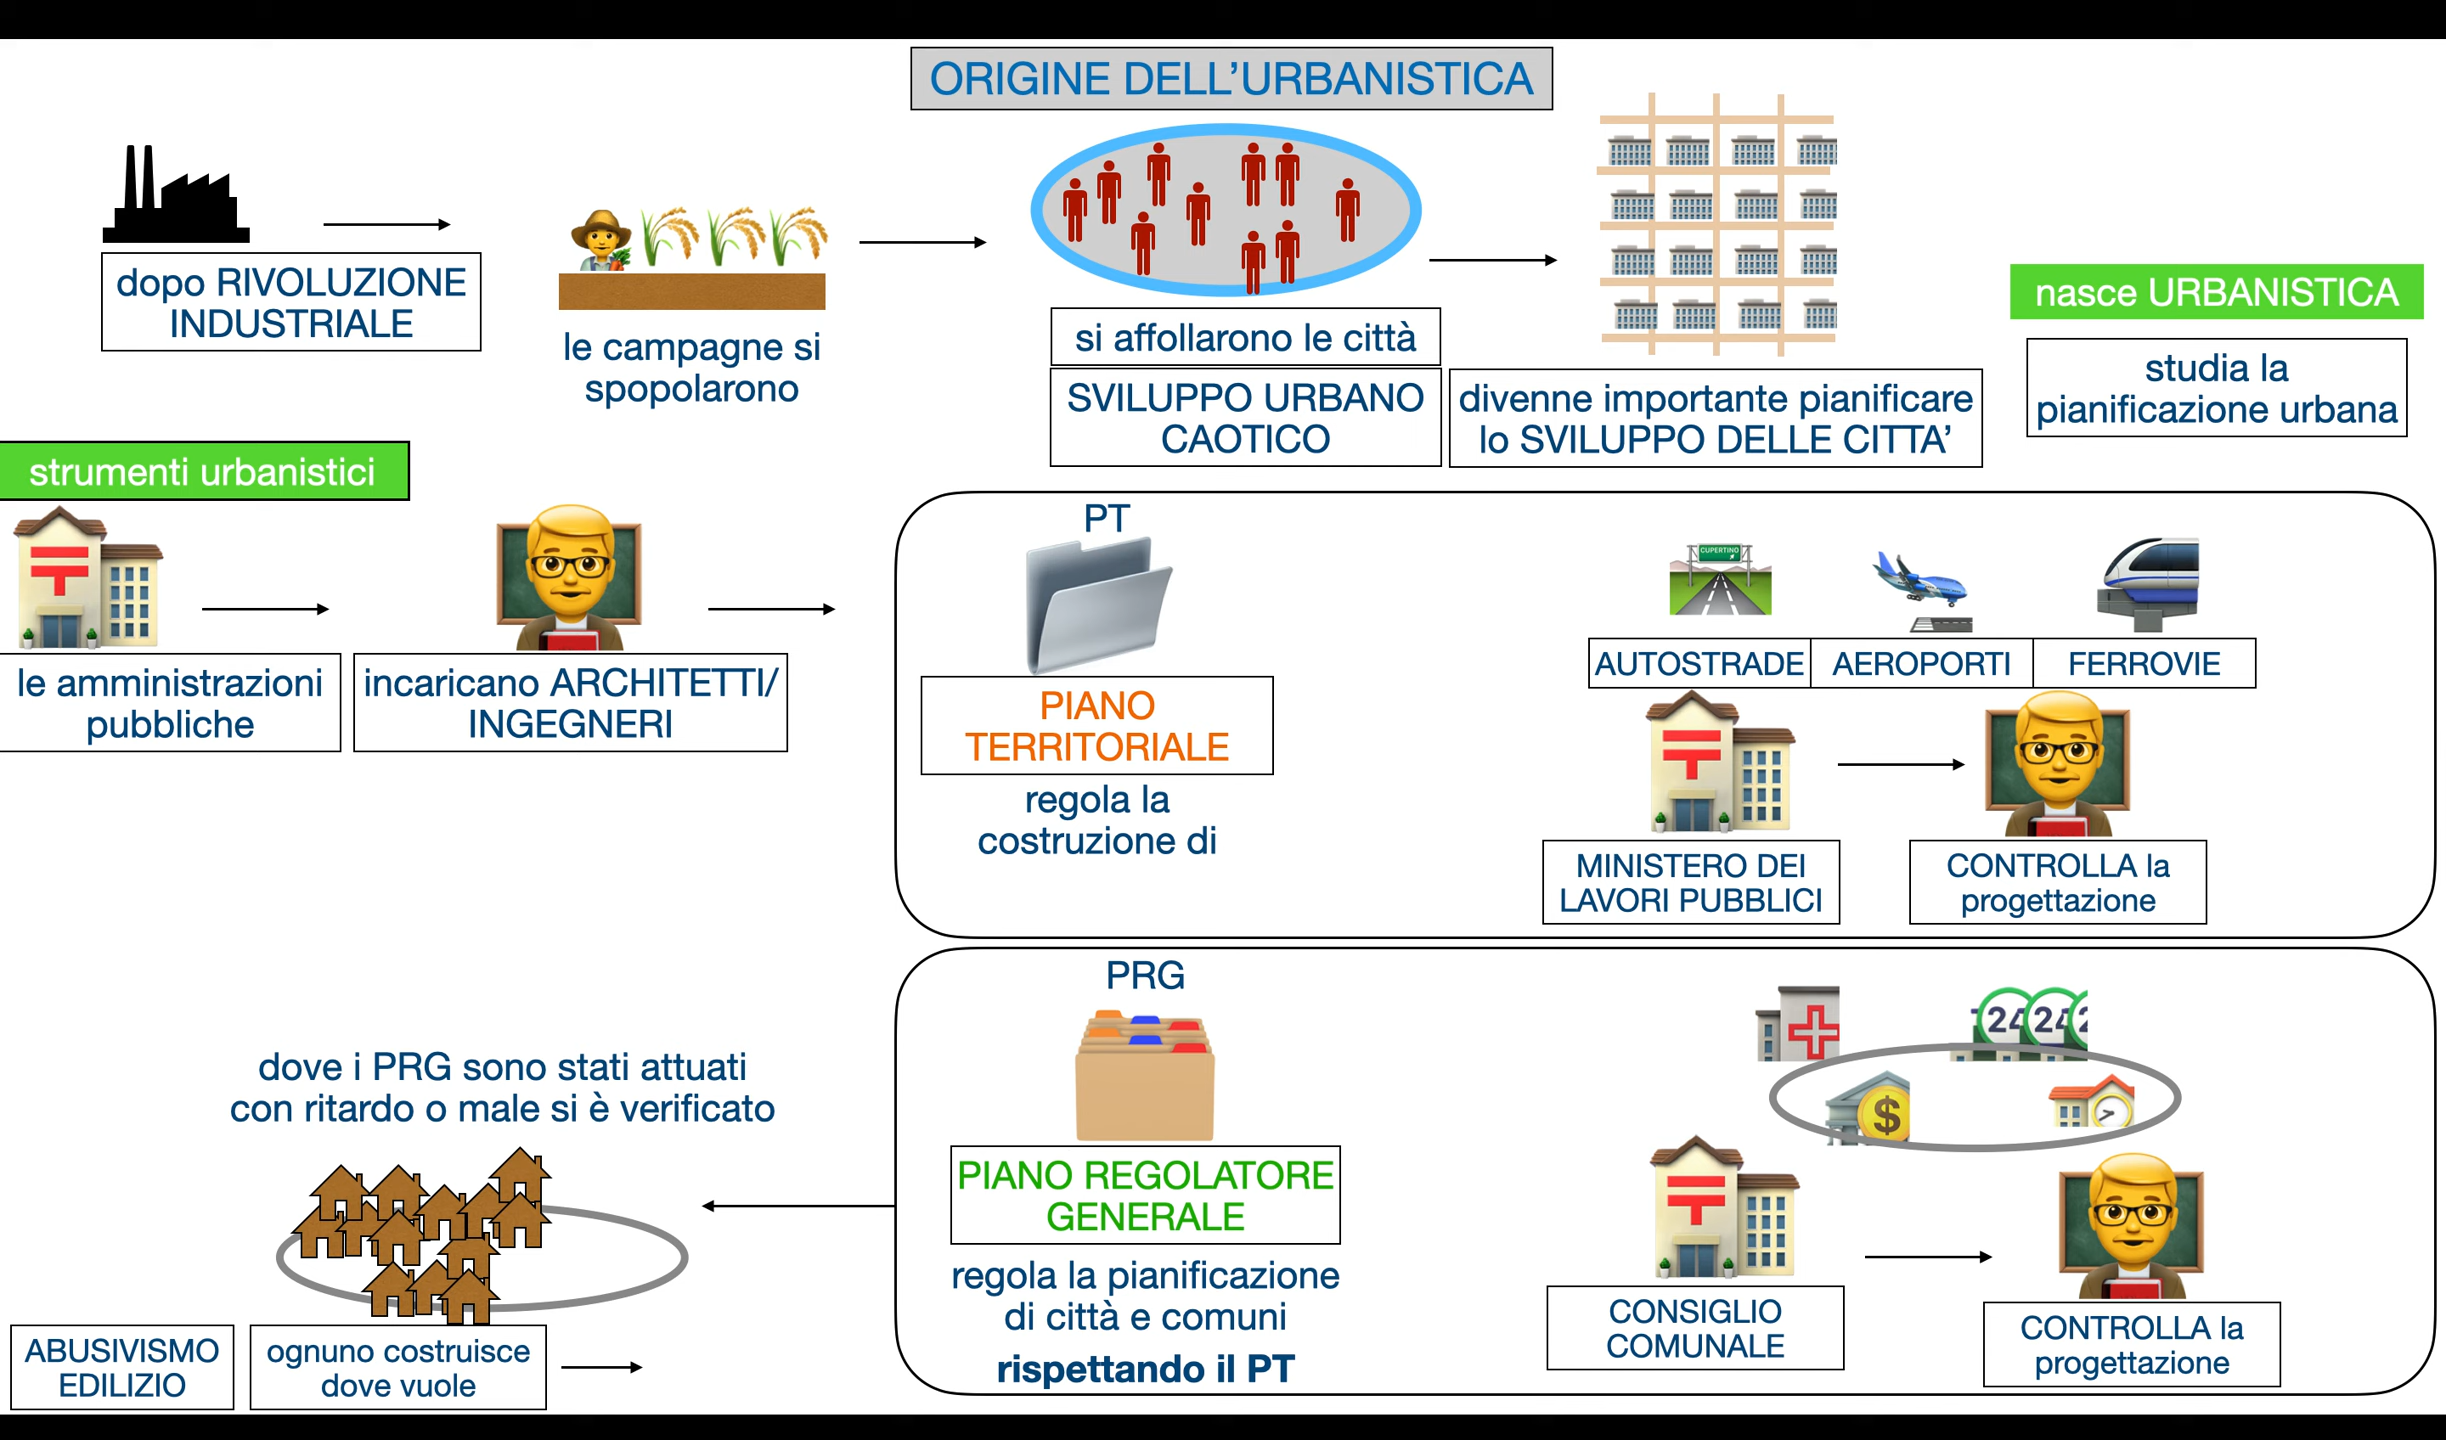 ORIGINE DELL’URBANISTICA
dopo RIVOLUZIONE
INDUSTRIALE
le campagne si
spopolarono
si affollarono le città
SVILUPPO URBANO
CAOTICO
divenne importante pianificare
lo SVILUPPO DELLE CITTA’
nasce URBANISTICA
studia la
pianificazione urbana
strumenti urbanistici
le amministrazioni
pubbliche
incaricano ARCHITETTI/
INGEGNERI
PT
PIANO
TERRITORIALE
regola la
costruzione di
CUPERTINO
AUTOSTRADE
AEROPORTI
FERROVIE
MINISTERO DEI
LAVORI PUBBLICI
CONTROLLA la
progettazione
PRG
PIANO REGOLATORE
GENERALE
regola la pianificazione
di città e comuni
rispettando il PT
24 24 2
$
CONSIGLIO
COMUNALE
CONTROLLA la
progettazione
dove i PRG sono stati attuati
con ritardo o male si è verificato
ABUSIVISMO
EDILIZIO
ognuno costruisce
dove vuole